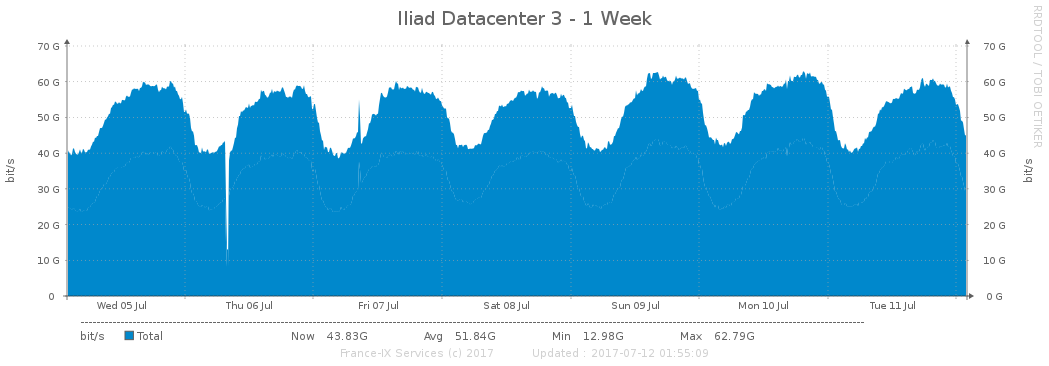 Iliad Datacenter 3 - 1 Week
RRDTOOL / TOBI OETIKER
70 G 70 G
60 G 60 G
50 G 50 G
40 G 40 G
30 G 30 G
20 G 20 G
10 G 10 G
0 0 G
bit/s bit/s
Wed 05 Jul Thu 06 Jul Fri 07 Jul Sat 08 Jul Sun 09 Jul Mon 10 Jul Tue 11 Jul
bit/s Total Now 43.83G Avg 51.84G Min 12.98G Max 62.79G
France-IX Services (c) 2017 Updated : 2017-07-12 01:55:09